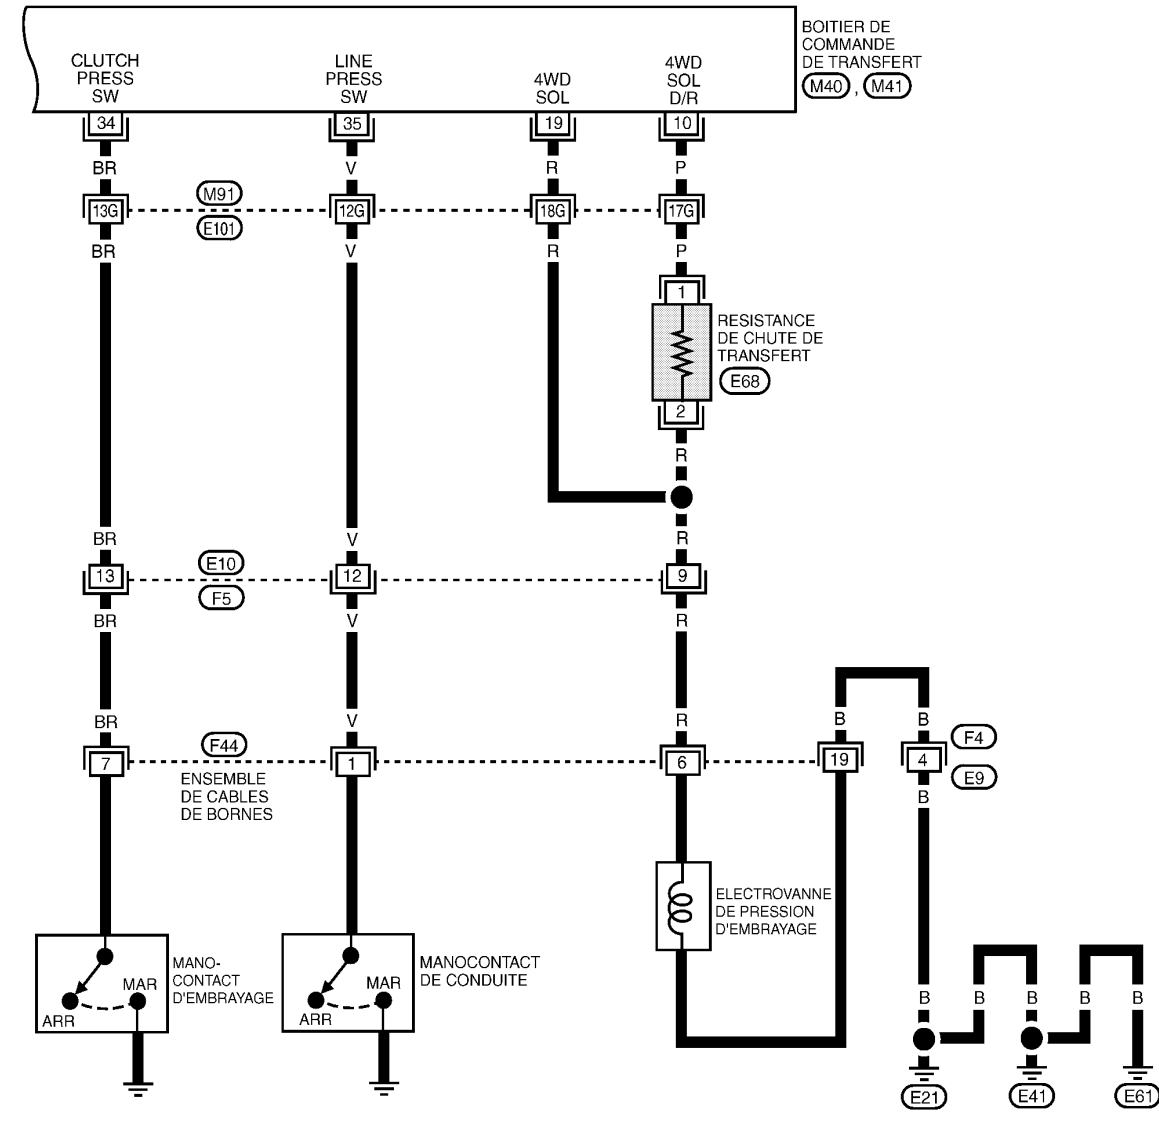 CLUTCH
PRESS
SW
LINE
PRESS
SW
4WD
SOL
4WD
SOL
D/R
BOITIER DE
COMMANDE
DE TRANSFERT
M40 , M41
34
35
19
10
BR
V
R
P
M91
13G
12G
18G
17G
E101
BR
V
R
P
1
RESISTANCE
DE CHUTE DE
TRANSFERT
E68
2
R
BR
V
R
E10
13
12
9
F5
BR
V
R
BR
V
R
B
B
F4
F44
7
1
6
19
4
E9
ENSEMBLE
DE CABLES
DE BORNES
B
ELECTROVANNE
DE PRESSION
D'EMBRAYAGE
MANO-
CONTACT
D'EMBRAYAGE
MAR
ARR
MANOCONTACT
DE CONDUITE
MAR
ARR
B
B
B
B
B
E21
E41
E61